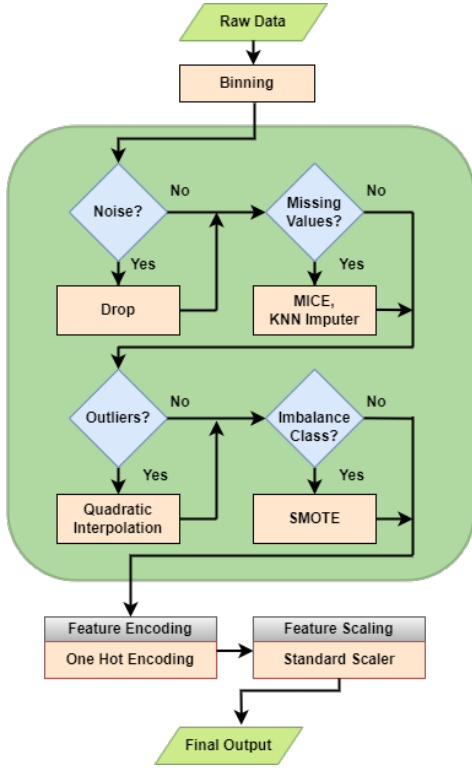 Raw Data
Binning
Noise?
No
Missing
Values?
No
Yes
Yes
Drop
MICE,
KNN Imputer
Outliers?
No
Imbalance
Class?
No
Yes
Yes
Quadratic
Interpolation
SMOTE
Feature Encoding
One Hot Encoding
Feature Scaling
Standard Scaler
Final Output